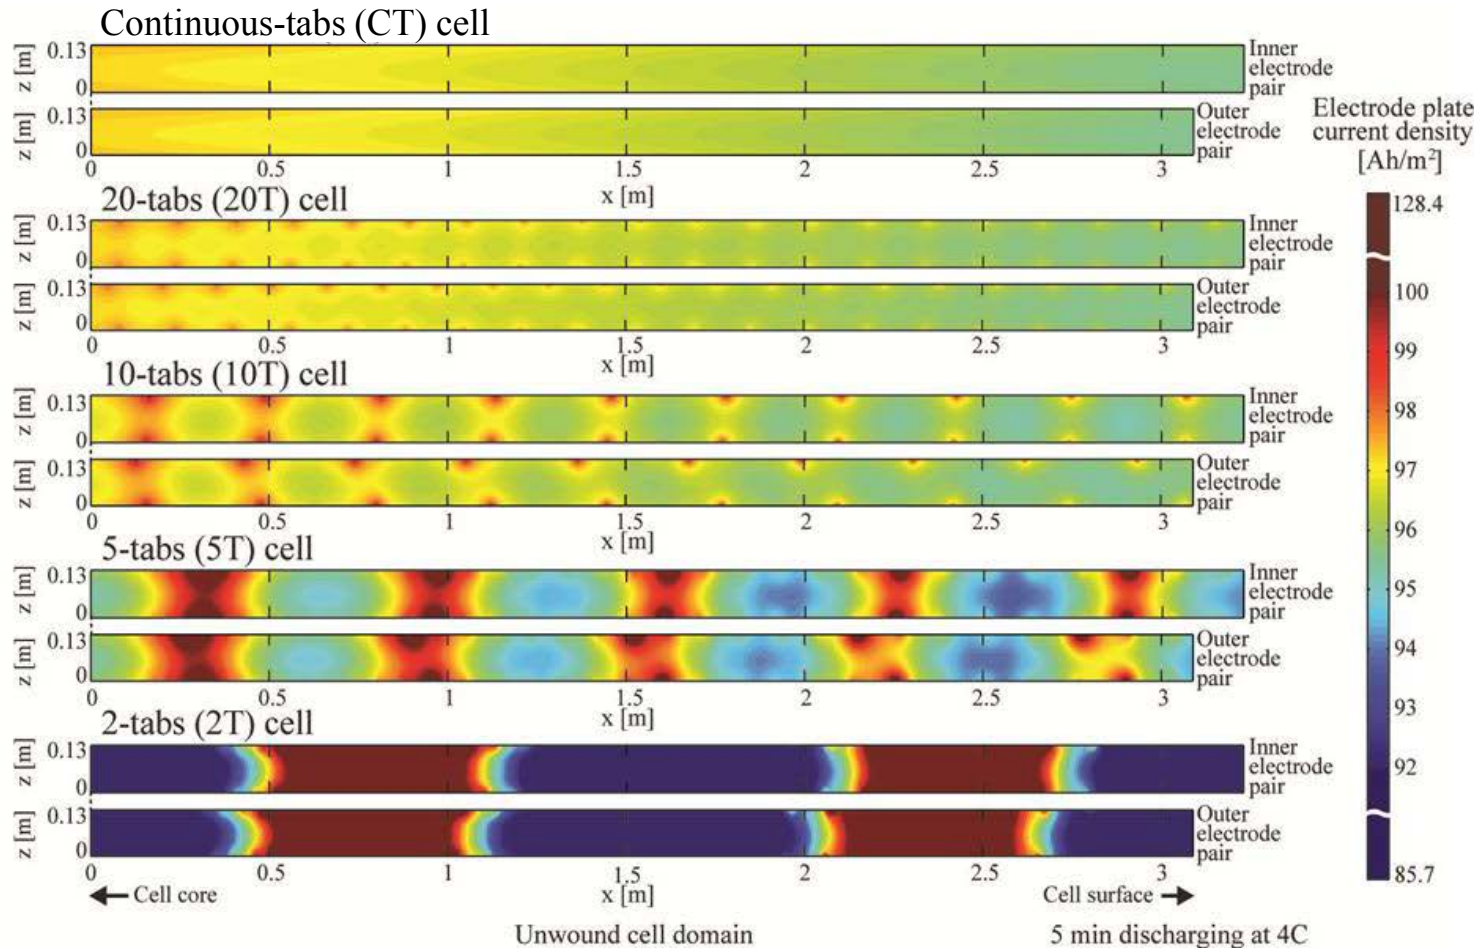 Continuous-tabs (CT) cell
z [m]
0.13
0
Inner
electrode
pair
z [m]
0.13
0
Outer
electrode
pair
0 0.5 1 1.5 2 2.5 3
x [m]
20-tabs (20T) cell
z [m]
0.13
0
Inner
electrode
pair
z [m]
0.13
0
Outer
electrode
pair
0 0.5 1 1.5 2 2.5 3
x [m]
10-tabs (10T) cell
z [m]
0.13
0
Inner
electrode
pair
z [m]
0.13
0
Outer
electrode
pair
0 0.5 1 1.5 2 2.5 3
x [m]
5-tabs (5T) cell
z [m]
0.13
0
Inner
electrode
pair
z [m]
0.13
0
Outer
electrode
pair
0 0.5 1 1.5 2 2.5 3
x [m]
2-tabs (2T) cell
z [m]
0.13
0
Inner
electrode
pair
z [m]
0.13
0
Outer
electrode
pair
0 0.5 1 1.5 2 2.5 3
Cell core
x [m]
Cell surface
Unwound cell domain
5 min discharging at 4C
Electrode plate
current density
[Ah/m²]
128.4
100
99
98
97
96
95
94
93
92
85.7